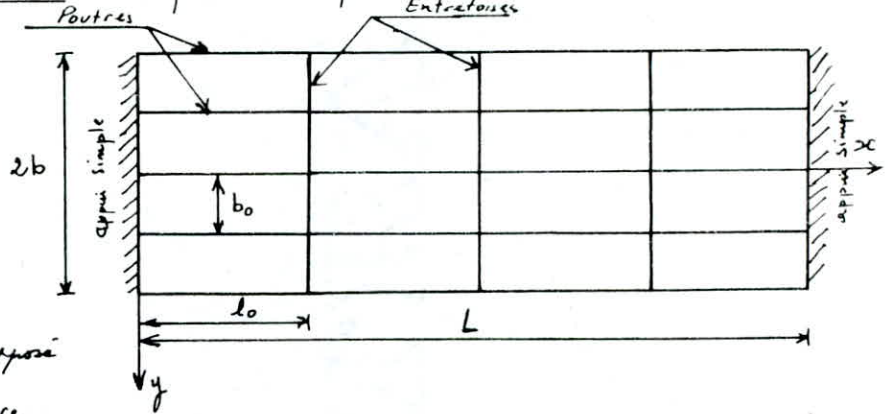 Poutres
Entretoises
appui simple
2b
b₀
appui simple
x
l₀
L
y